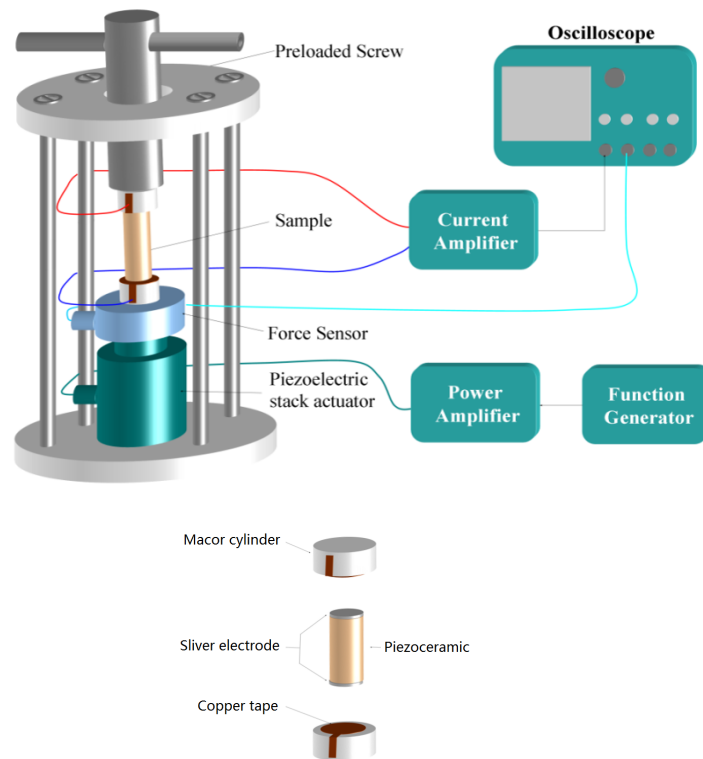 Oscilloscope
Preloaded Screw
Sample
Current
Amplifier
Force Sensor
Piezoelectric
stack actuator
Power
Amplifier
Function
Generator
Macor cylinder
Sliver electrode
Piezoceramic
Copper tape